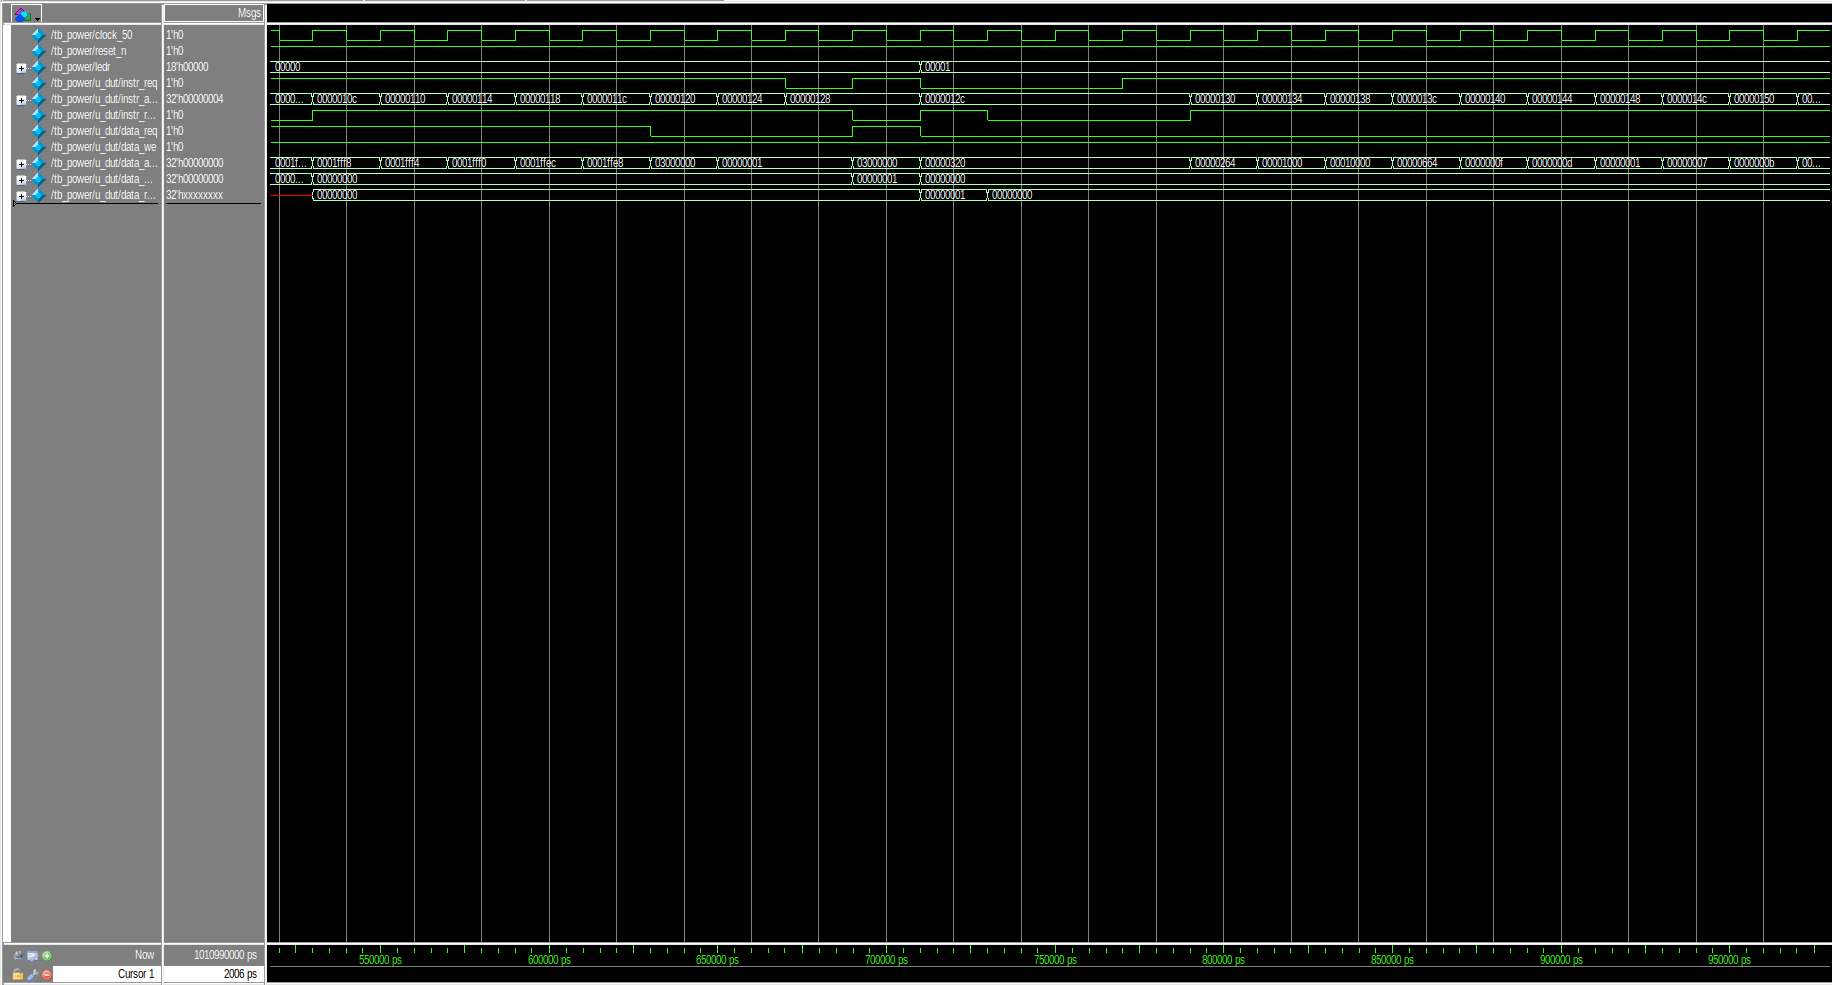 Msgs
/tb_power/clock_50 1'h0
/tb_power/reset_n 1'h0
/tb_power/ledr 18'h00000 00000 00001
/tb_power/u_dut/instr_req 1'h0
/tb_power/u_dut/instr_a... 32'h00000004 0000... 0000010c 00000110 00000114 00000118 0000011c 00000120 00000124 00000128 0000012c 00000130 00000134 00000138 0000013c 00000140 00000144 00000148 0000014c 00000150 00...
/tb_power/u_dut/instr_r... 1'h0
/tb_power/u_dut/data_req 1'h0
/tb_power/u_dut/data_we 1'h0
/tb_power/u_dut/data_a... 32'h00000000 0001f... 0001fff8 0001fff4 0001fff0 0001ffec 0001ffe8 03000000 00000001 03000000 00000320 00000264 00001000 00010000 00000664 0000000f 0000000d 00000001 00000007 0000000b 00...
/tb_power/u_dut/data_... 32'h00000000 0000... 00000000 00000001 00000000
/tb_power/u_dut/data_r... 32'hxxxxxxxx 00000000 00000001 00000000
Now 1010990000 ps
550000 ps 600000 ps 650000 ps 700000 ps 750000 ps 800000 ps 850000 ps 900000 ps 950000 ps
Cursor 1 2006 ps